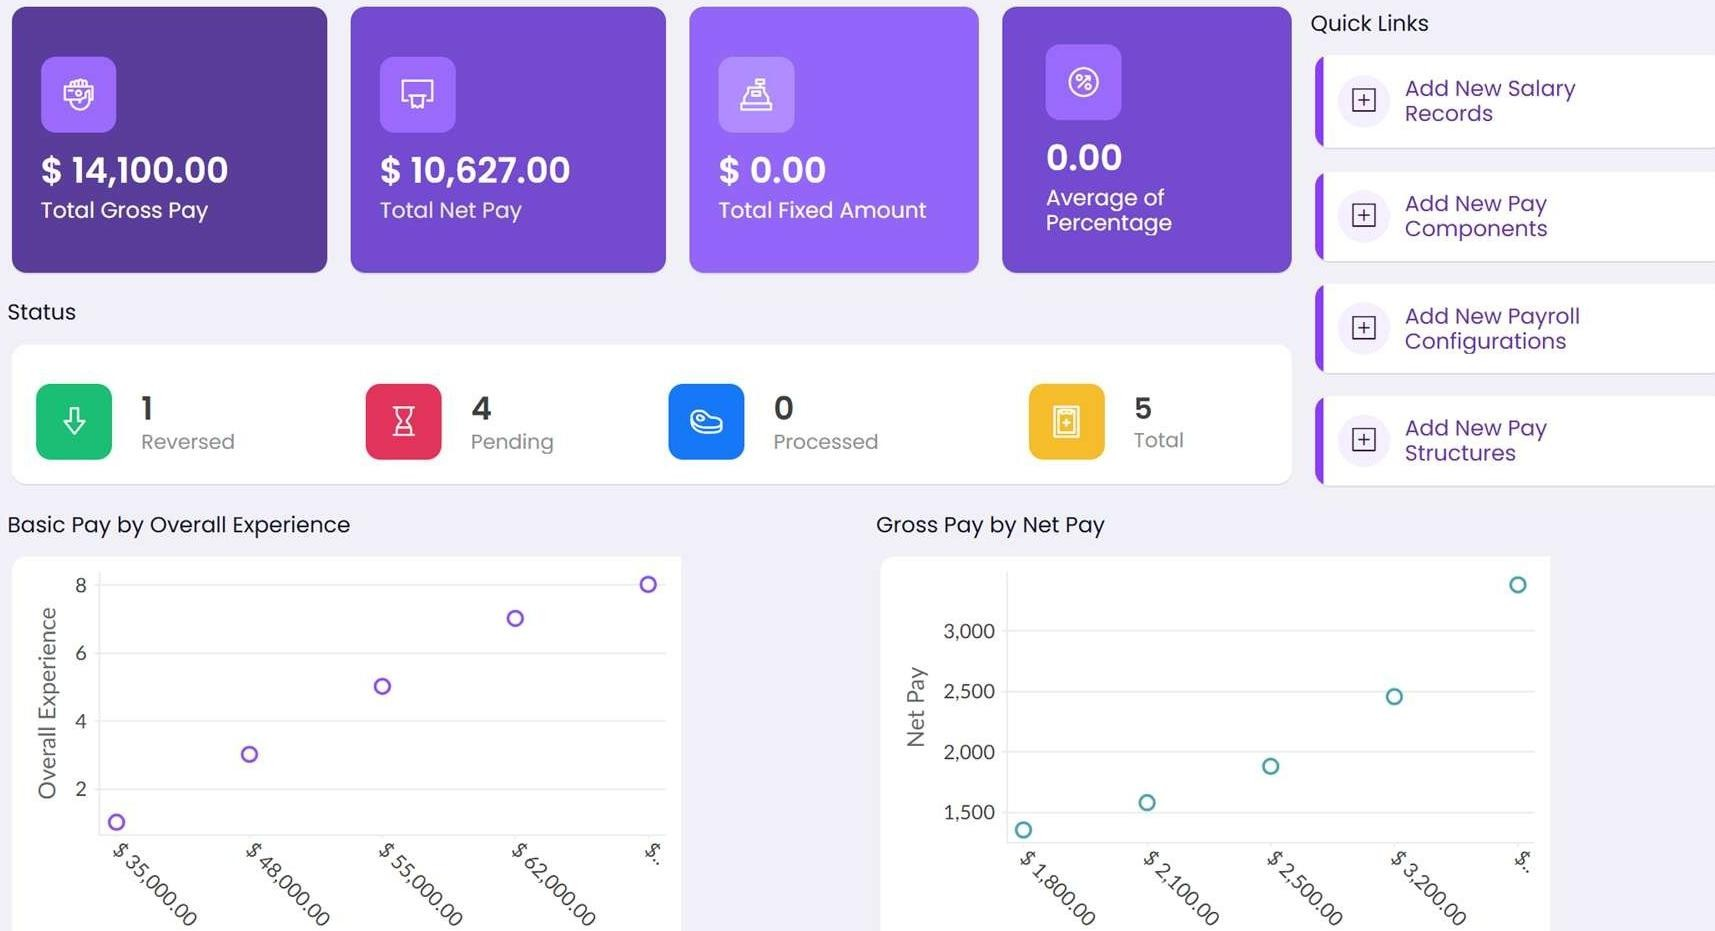 $ 14,100.00
Total Gross Pay
$ 10,627.00
Total Net Pay
$ 0.00
Total Fixed Amount
0.00
Average of
Percentage
Quick Links
Add New Salary
Records
Add New Pay
Components
Add New Payroll
Configurations
Add New Pay
Structures
Status
1
Reversed
4
Pending
0
Processed
5
Total
Basic Pay by Overall Experience
Overall Experience
8
6
4
2
$ 35,000.00
$ 48,000.00
$ 55,000.00
$ 62,000.00
$..
Gross Pay by Net Pay
Net Pay
3,000
2,500
2,000
1,500
$ 1,800.00
$ 2,100.00
$ 2,500.00
$ 3,200.00
$..